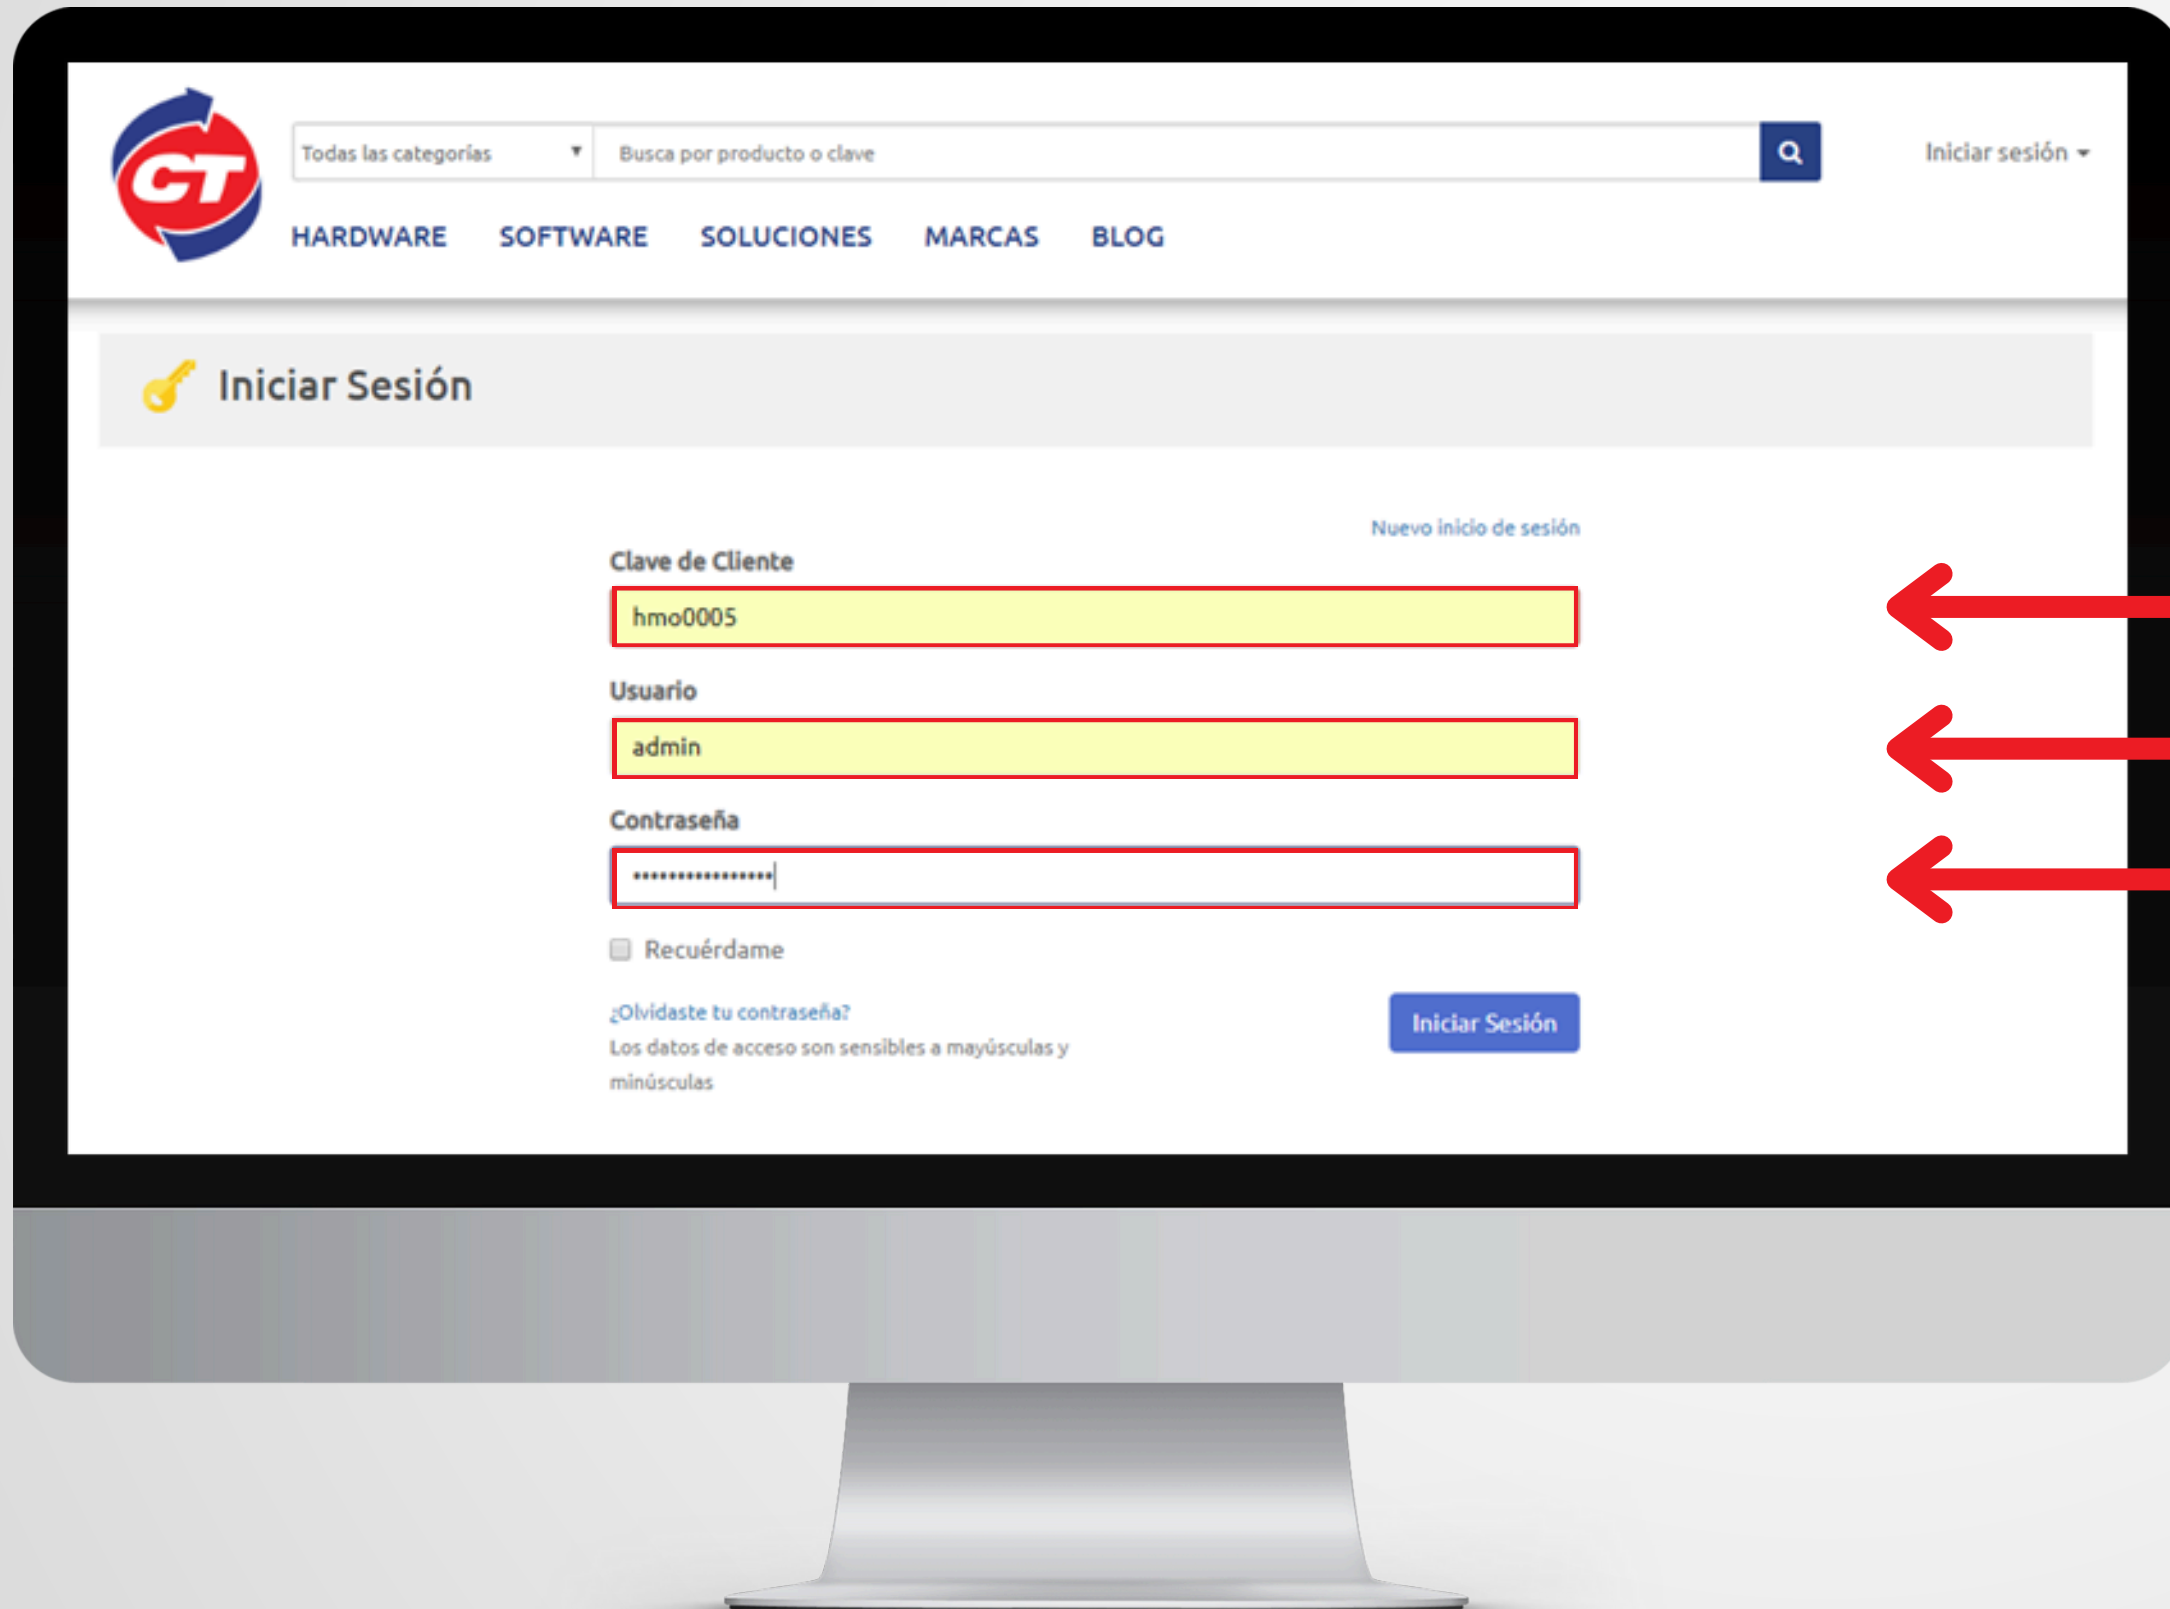 CT
Todas las categorías
Busca por producto o clave
Iniciar sesión
HARDWARE SOFTWARE SOLUCIONES MARCAS BLOG
Iniciar Sesión
Nuevo inicio de sesión
Clave de Cliente
hmo0005
Usuario
admin
Contraseña
••••••••••••••••
Recuérdame
¿Olvidaste tu contraseña?
Iniciar Sesión
Los datos de acceso son sensibles a mayúsculas y
minúsculas